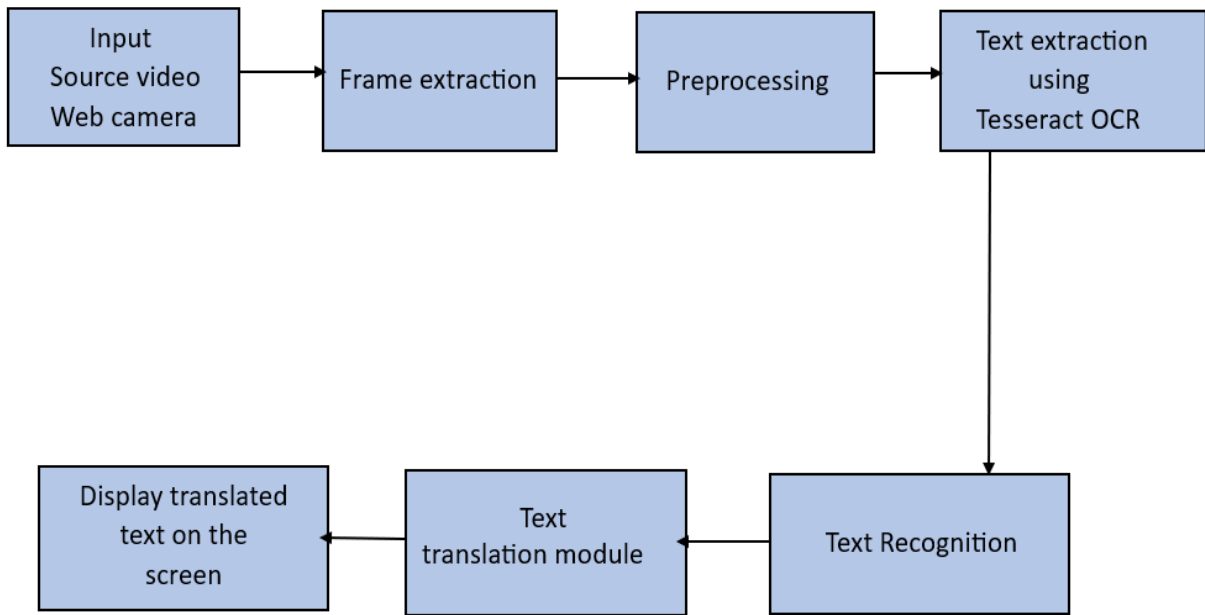 Input
Source video
Web camera
Frame extraction
Preprocessing
Text extraction
using
Tesseract OCR
Text Recognition
Text
translation module
Display translated
text on the
screen